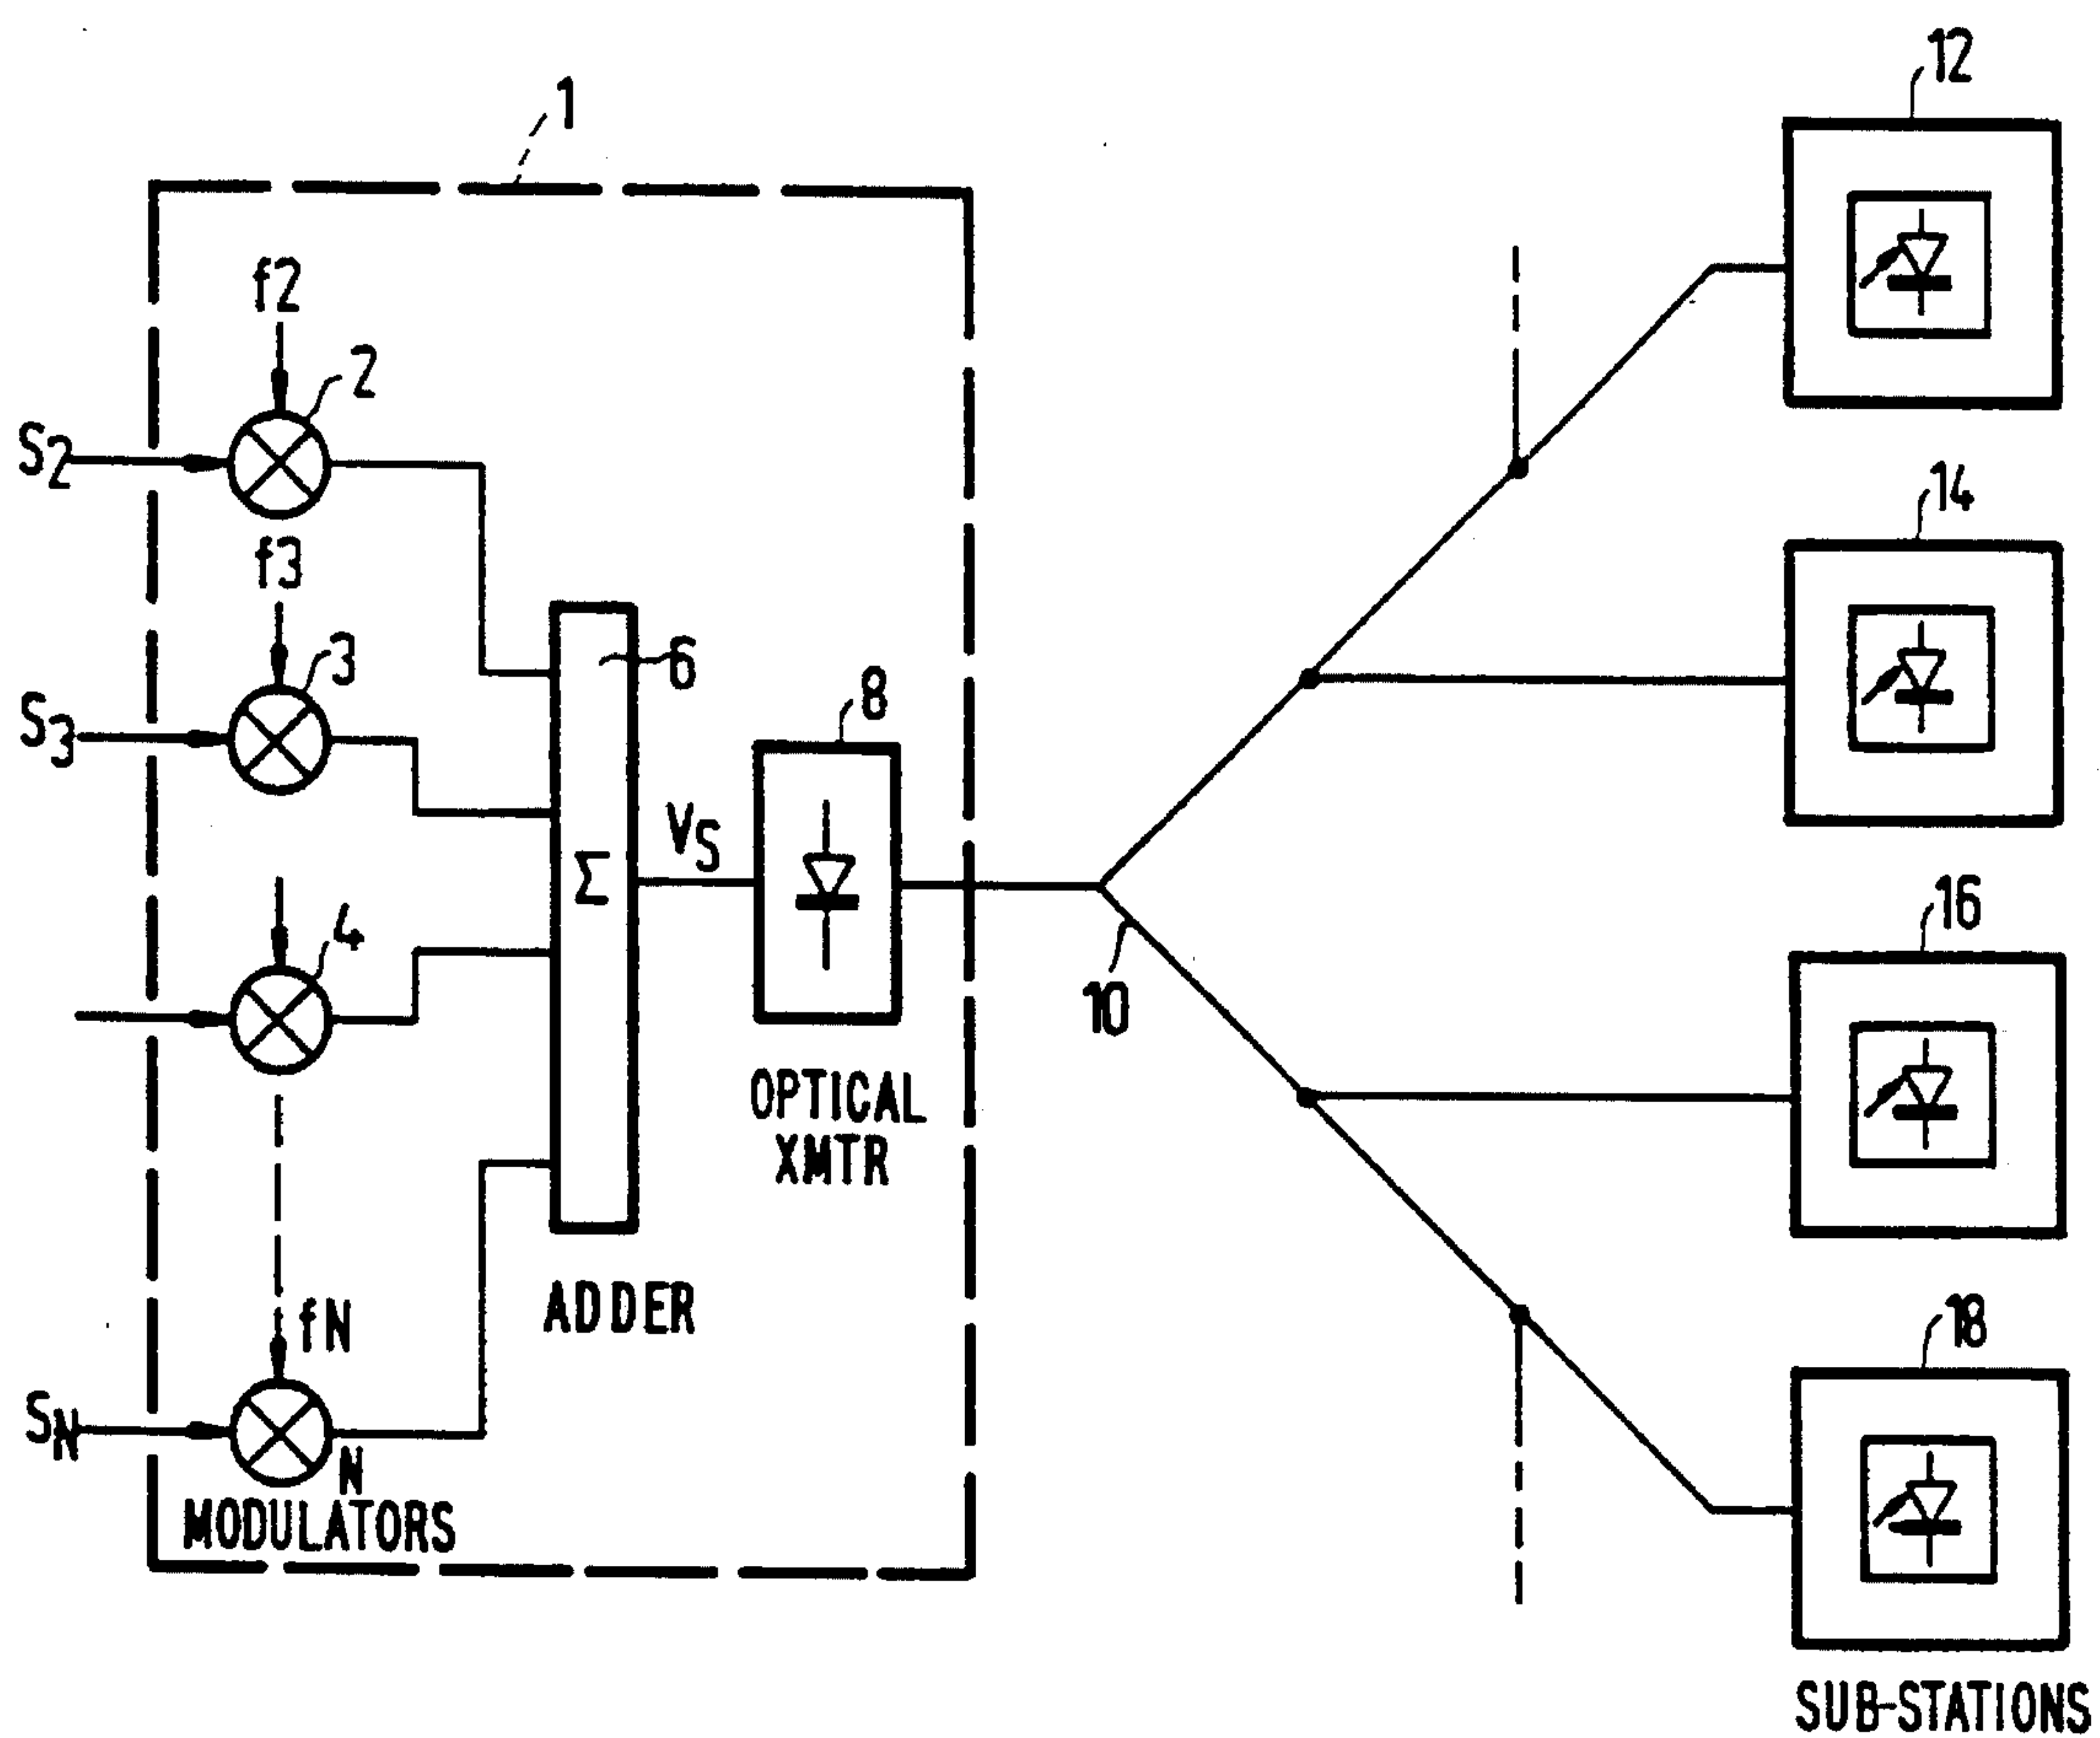 1
12
f2
2
S2
14
f3
3
6
S3
8
VS
Σ
4
16
10
OPTICAL
XMTR
fN
ADDER
18
SN
N
MODULATORS
SUB-STATIONS